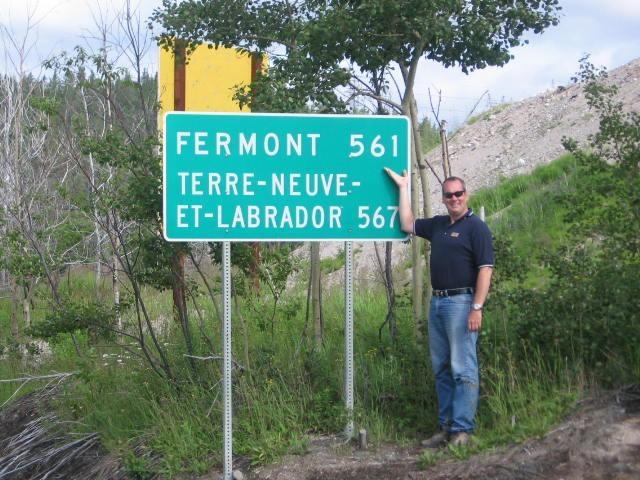 FERMONT 561
TERRE-NEUVE-
ET-LABRADOR 567